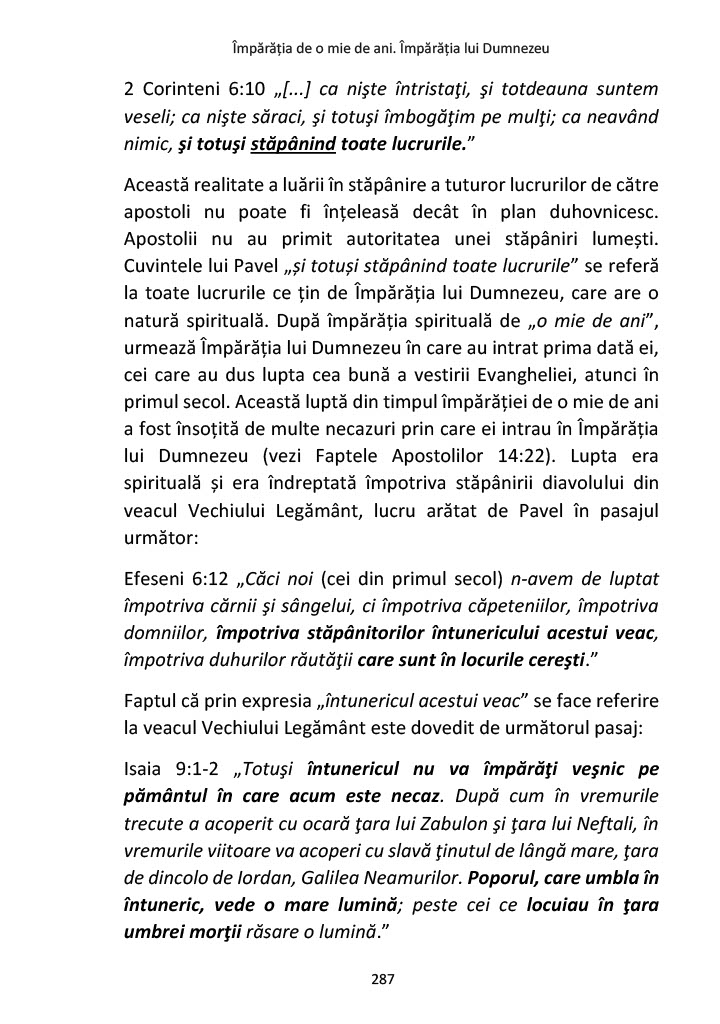 Împărăția de o mie de ani. Împărăția lui Dumnezeu
2 Corinteni 6:10 „[...] ca nişte întristaţi, şi totdeauna suntem
veseli; ca nişte săraci, şi totuşi îmbogăţim pe mulţi; ca neavând
nimic, şi totuşi stăpânind toate lucrurile.”
Această realitate a luării în stăpânire a tuturor lucrurilor de către
apostoli nu poate fi înțeleasă decât în plan duhovnicesc.
Apostolii nu au primit autoritatea unei stăpâniri lumești.
Cuvintele lui Pavel „și totuși stăpânind toate lucrurile” se referă
la toate lucrurile ce țin de Împărăția lui Dumnezeu, care are o
natură spirituală. După împărăția spirituală de „o mie de ani”,
urmează Împărăția lui Dumnezeu în care au intrat prima dată ei,
cei care au dus lupta cea bună a vestirii Evangheliei, atunci în
primul secol. Această luptă din timpul împărăției de o mie de ani
a fost însoțită de multe necazuri prin care ei intrau în Împărăția
lui Dumnezeu (vezi Faptele Apostolilor 14:22). Lupta era
spirituală și era îndreptată împotriva stăpânirii diavolului din
veacul Vechiului Legământ, lucru arătat de Pavel în pasajul
următor:
Efeseni 6:12 „Căci noi (cei din primul secol) n-avem de luptat
împotriva cărnii şi sângelui, ci împotriva căpeteniilor, împotriva
domniilor, împotriva stăpânitorilor întunericului acestui veac,
împotriva duhurilor răutăţii care sunt în locurile cereşti.”
Faptul că prin expresia „întunericul acestui veac” se face referire
la veacul Vechiului Legământ este dovedit de următorul pasaj:
Isaia 9:1-2 „Totuşi întunericul nu va împărăţi veşnic pe
pământul în care acum este necaz. După cum în vremurile
trecute a acoperit cu ocară ţara lui Zabulon şi ţara lui Neftali, în
vremurile viitoare va acoperi cu slavă ţinutul de lângă mare, ţara
de dincolo de Iordan, Galilea Neamurilor. Poporul, care umbla în
întuneric, vede o mare lumină; peste cei ce locuiau în ţara
umbrei morţii răsare o lumină.”
287